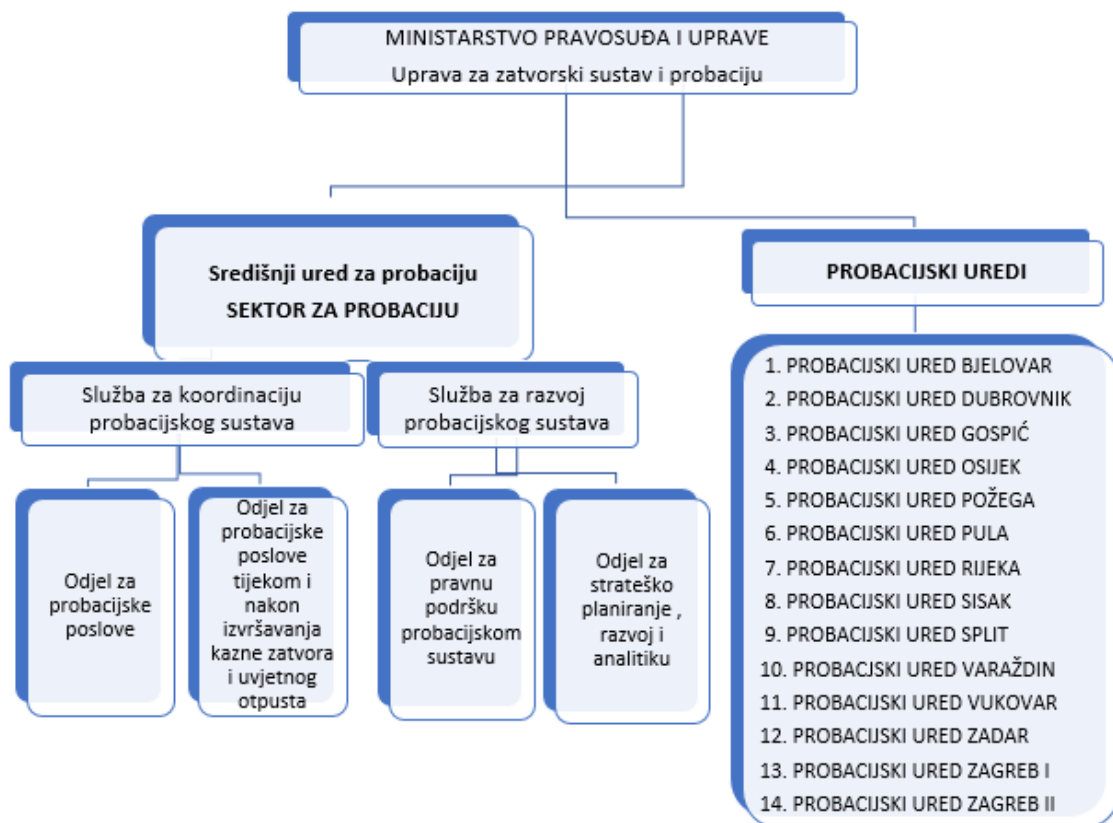 MINISTARSTVO PRAVOSUĐA I UPRAVE
Uprava za zatvorski sustav i probaciju
Središnji ured za probaciju
SEKTOR ZA PROBACIJU
Služba za koordinaciju
probacijskog sustava
Služba za razvoj
probacijskog sustava
Odjel za
probacijske
poslove
Odjel za
probacijske
poslove
tijekom i
nakon
izvršavanja
kazne zatvora
i uvjetnog
otpusta
Odjel za
pravnu
podršku
probacijskom
sustavu
Odjel za
strateško
planiranje ,
razvoj i
analitiku
PROBACIJSKI UREDI
1. PROBACIJSKI URED BJELOVAR
2. PROBACIJSKI URED DUBROVNIK
3. PROBACIJSKI URED GOSPIĆ
4. PROBACIJSKI URED OSIJEK
5. PROBACIJSKI URED POŽEGA
6. PROBACIJSKI URED PULA
7. PROBACIJSKI URED RIJEKA
8. PROBACIJSKI URED SISAK
9. PROBACIJSKI URED SPLIT
10. PROBACJSKI URED VARAŽDIN
11. PROBACIJSKI URED VUKOVAR
12. PROBACIJSKI URED ZADAR
13. PROBACIJSKI URED ZAGREB I
14. PROBACIJSKI URED ZAGREB II